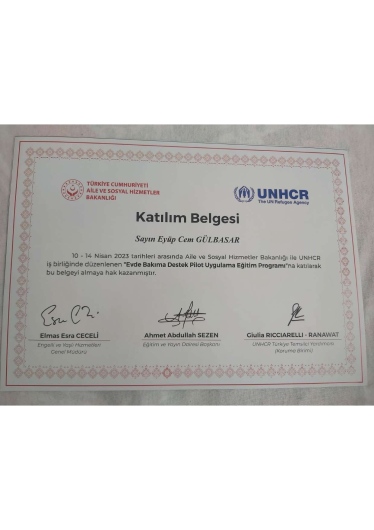 TÜRKİYE CUMHURİYETİ
AİLE VE SOSYAL HİZMETLER
BAKANLIĞI
UNHCR
The UN Refugee Agency
Katılım Belgesi
Sayın Eyüp Cem GÜLBASAR
10 - 14 Nisan 2023 tarihleri arasında Aile ve Sosyal Hizmetler Bakanlığı ile UNHCR
iş birliğinde düzenlenen "Evde Bakıma Destek Pilot Uygulama Eğitim Programı"na katılarak
bu belgeyi almaya hak kazanmıştır.
Elmas Esra CECELİ
Engelli ve Yaşlı Hizmetleri
Genel Müdürü
Ahmet Abdullah SEZEN
Eğitim ve Yayın Dairesi Başkanı
Giulia RICCIARELLI - RANAWAT
UNHCR Türkiye Temsilci Yardımcısı
(Koruma Birimi)